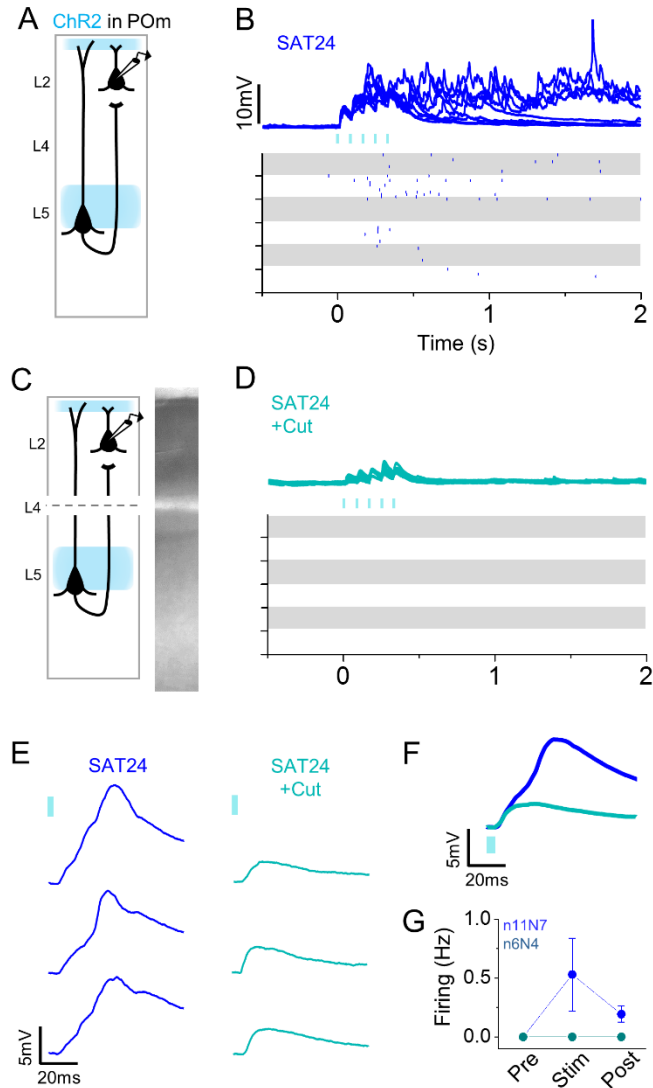 A
ChR2 in POm
L2
L4
L5
B
SAT24
10mV
0
1
2
Time (s)
C
L2
L4
L5
D
SAT24
+Cut
0
1
2
E
SAT24
SAT24
+Cut
5mV
20ms
F
5mV
20ms
G
n11N7
n6N4
Firing (Hz)
1.0
0.5
0.0
Pre
Stim
Post